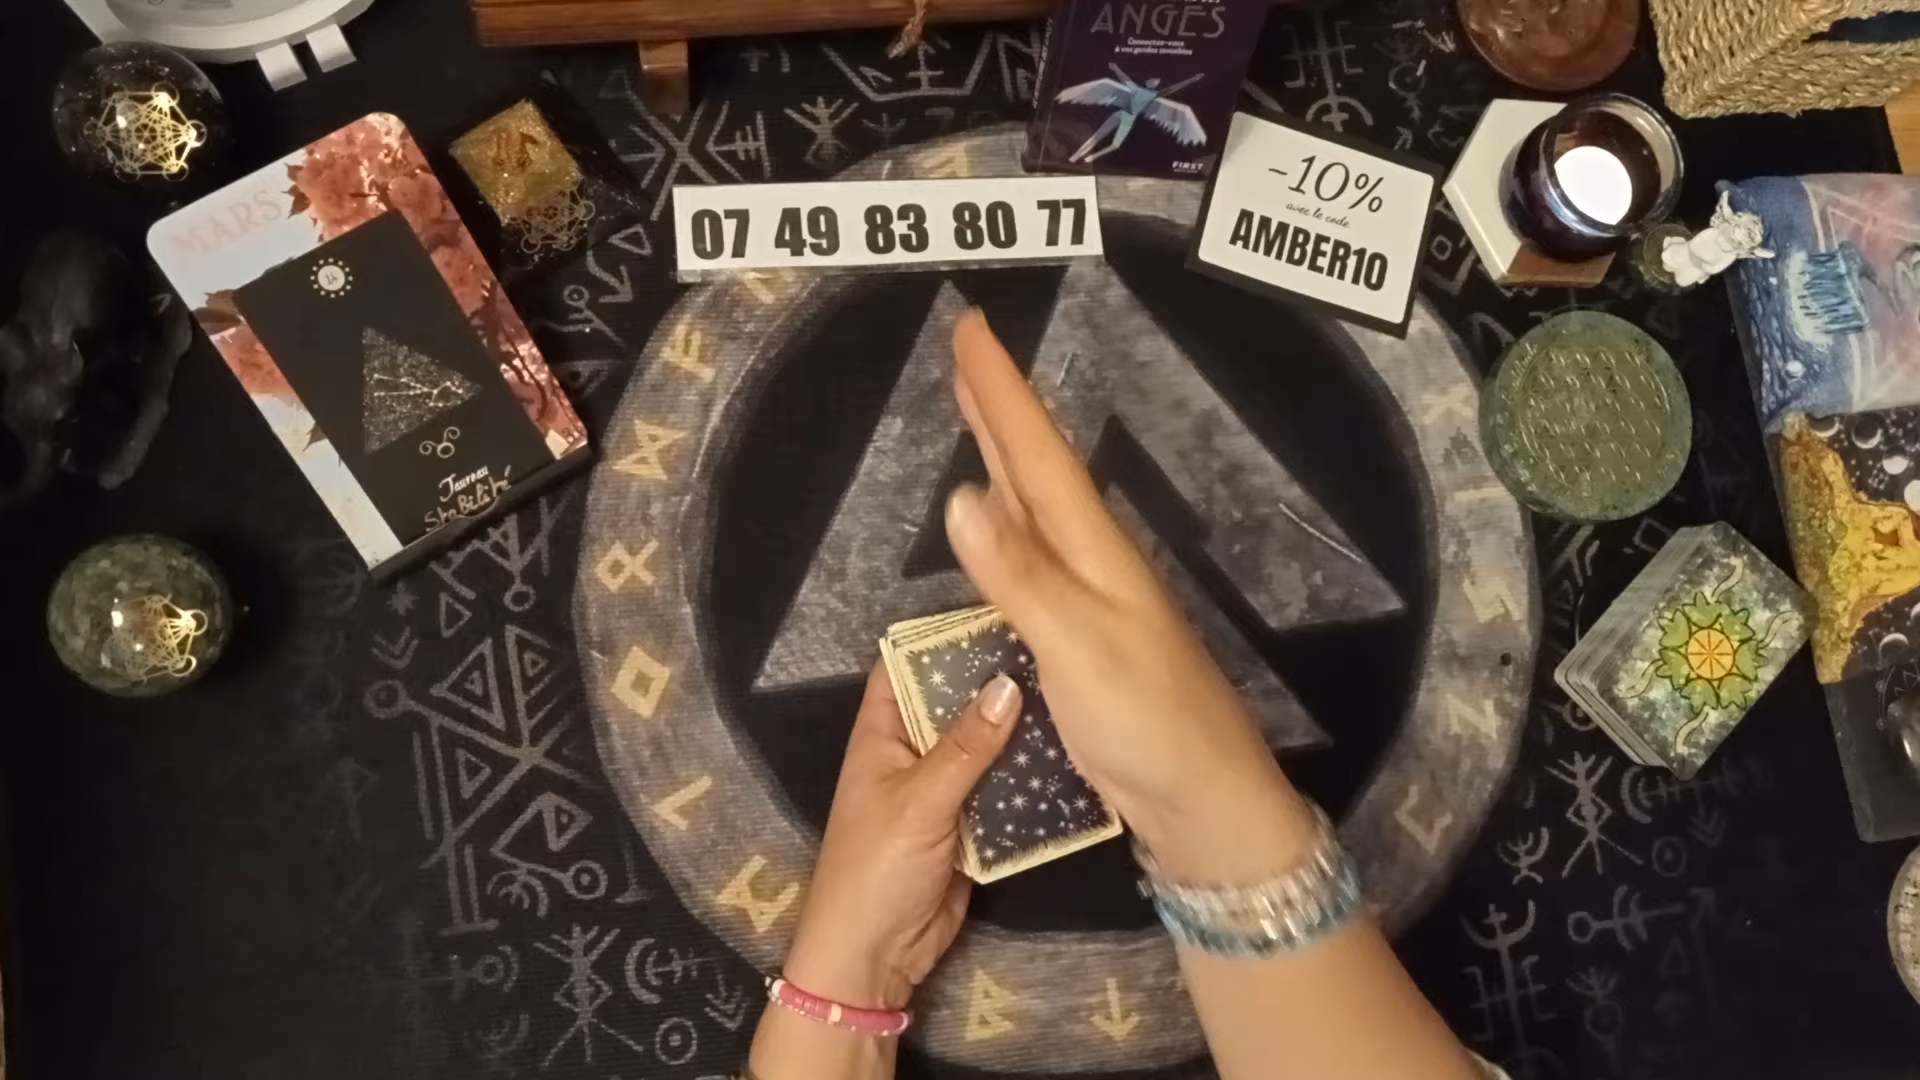 ANGES
Connectez-vous
à vos guides invisibles
FIRST
MARS
07 49 83 80 77
-10%
avec le code
AMBER10
Taureau
Stabilité